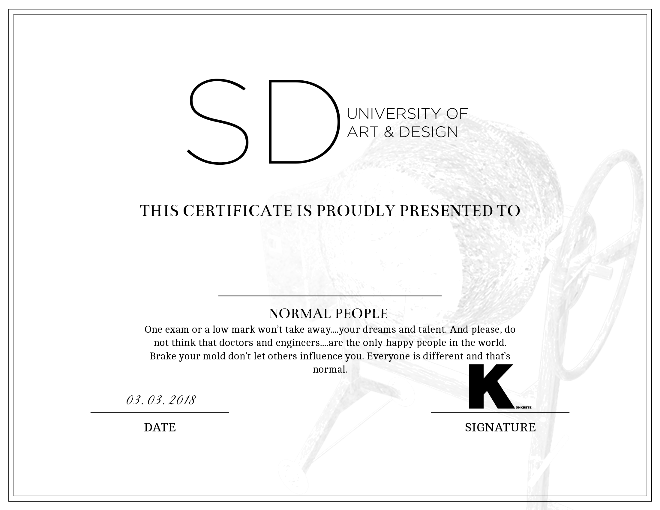 SD
UNIVERSITY OF
ART & DESIGN
THIS CERTIFICATE IS PROUDLY PRESENTED TO
NORMAL PEOPLE
One exam or a low mark won't take away....your dreams and talent. And please, do
not think that doctors and engineers....are the only happy people in the world.
Brake your mold don't let others influence you. Everyone is different and that's
normal.
K
03. 03. 2018
DATE
SIGNATURE